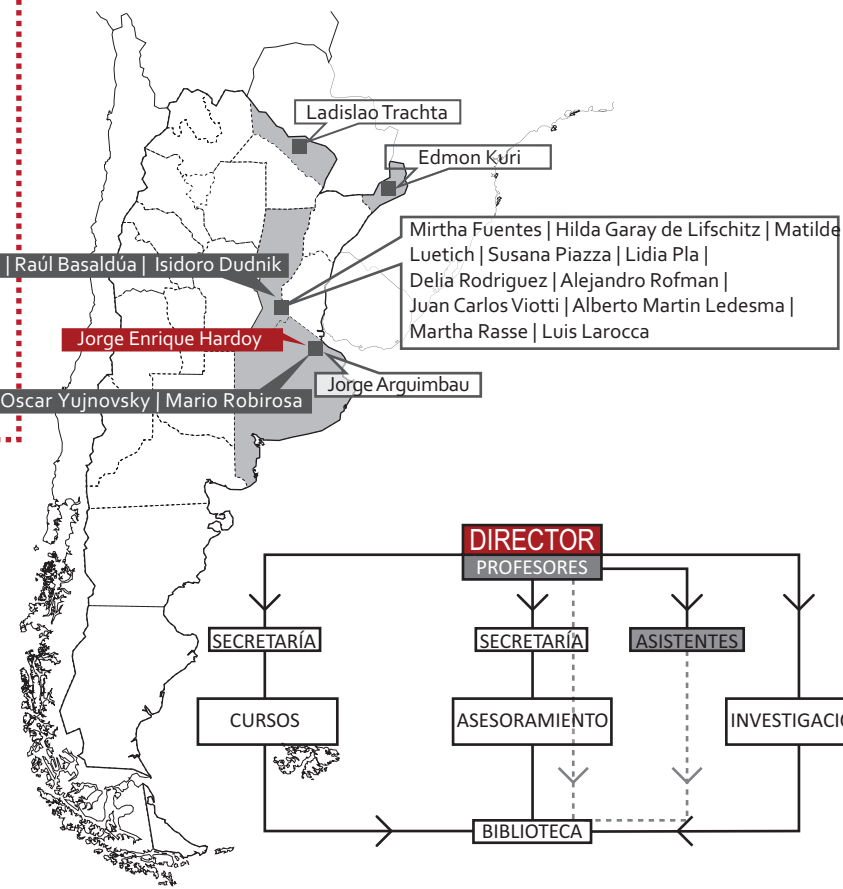 Ladislao Trachta
Edmon Kuri
Mirtha Fuentes | Hilda Garay de Lifschitz | Matilde
Luetich | Susana Piazza | Lidia Pla |
Delia Rodriguez | Alejandro Rofman |
Juan Carlos Viotti | Alberto Martin Ledesma |
Martha Rasse | Luis Larocca
| Raúl Basaldúa | Isidoro Dudnik
Jorge Enrique Hardoy
Jorge Arguimbau
Oscar Yujnovsky | Mario Robirosa
DIRECTOR
PROFESORES
SECRETARÍA
SECRETARÍA
ASISTENTES
CURSOS
ASESORAMIENTO
INVESTIGACIÓ
BIBLIOTECA